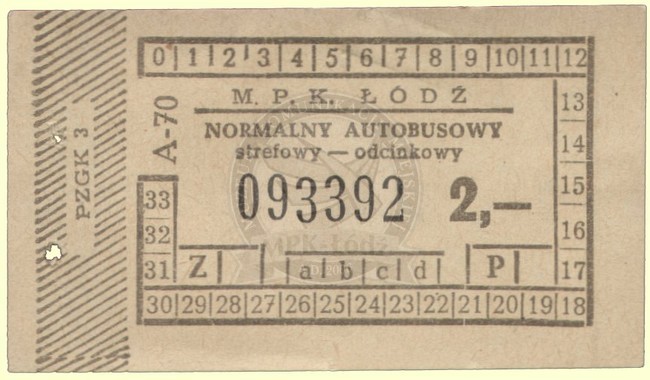 0 1 2 3 4 5 6 7 8 9 10 11 12
M. P. K. ŁÓDŹ
NORMALNY AUTOBUSOWY
strefowy — odcinkowy
093392 2,—
A-70
PZGK 3
13
14
15
16
17
33
32
31
Z a b c d P
30 29 28 27 26 25 24 23 22 21 20 19 18
MPK-Łódź